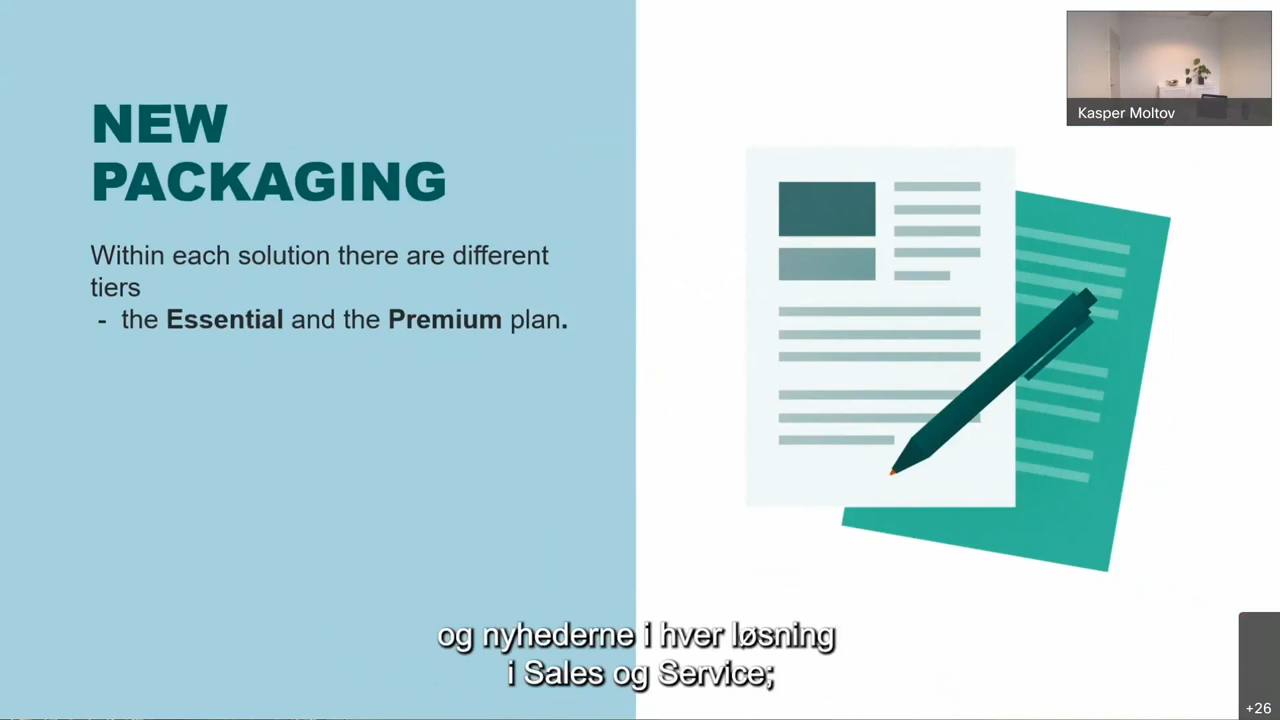 NEW
PACKAGING
Within each solution there are different
tiers
- the Essential and the Premium plan.
Kasper Moltov
og nyhederne i hver løsning
i Sales og Service;
+26